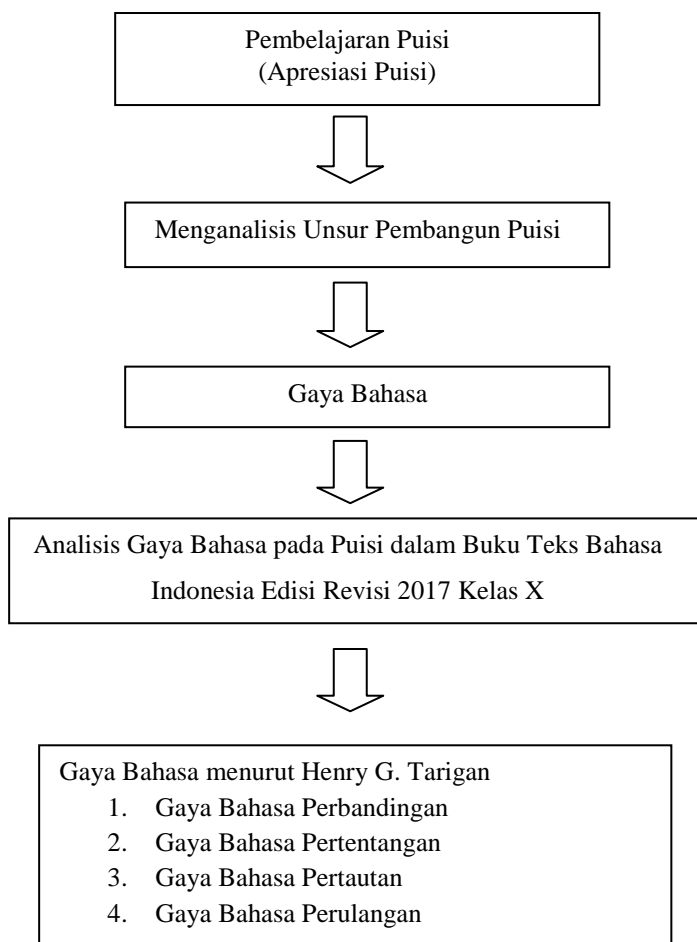 Pembelajaran Puisi
(Apresiasi Puisi)
Menganalisis Unsur Pembangun Puisi
Gaya Bahasa
Analisis Gaya Bahasa pada Puisi dalam Buku Teks Bahasa
Indonesia Edisi Revisi 2017 Kelas X
Gaya Bahasa menurut Henry G. Tarigan
1. Gaya Bahasa Perbandingan
2. Gaya Bahasa Pertentangan
3. Gaya Bahasa Pertautan
4. Gaya Bahasa Perulangan